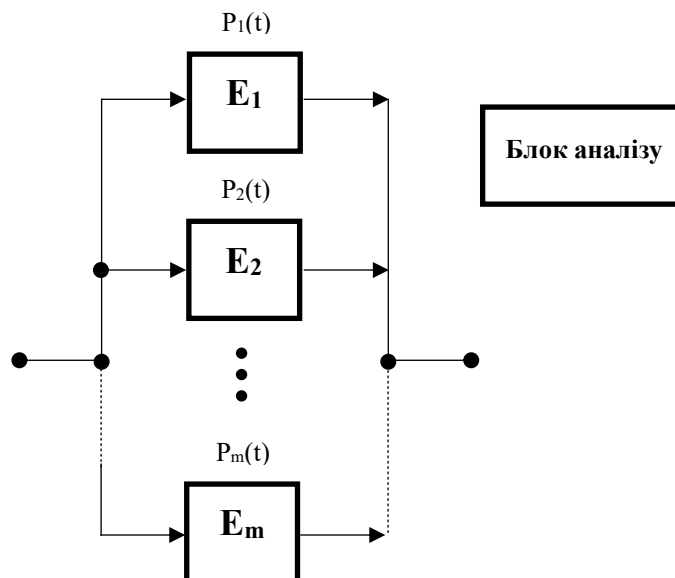 P₁(t)
E₁
Блок аналізу
P₂(t)
E₂
Pₘ(t)
Eₘ